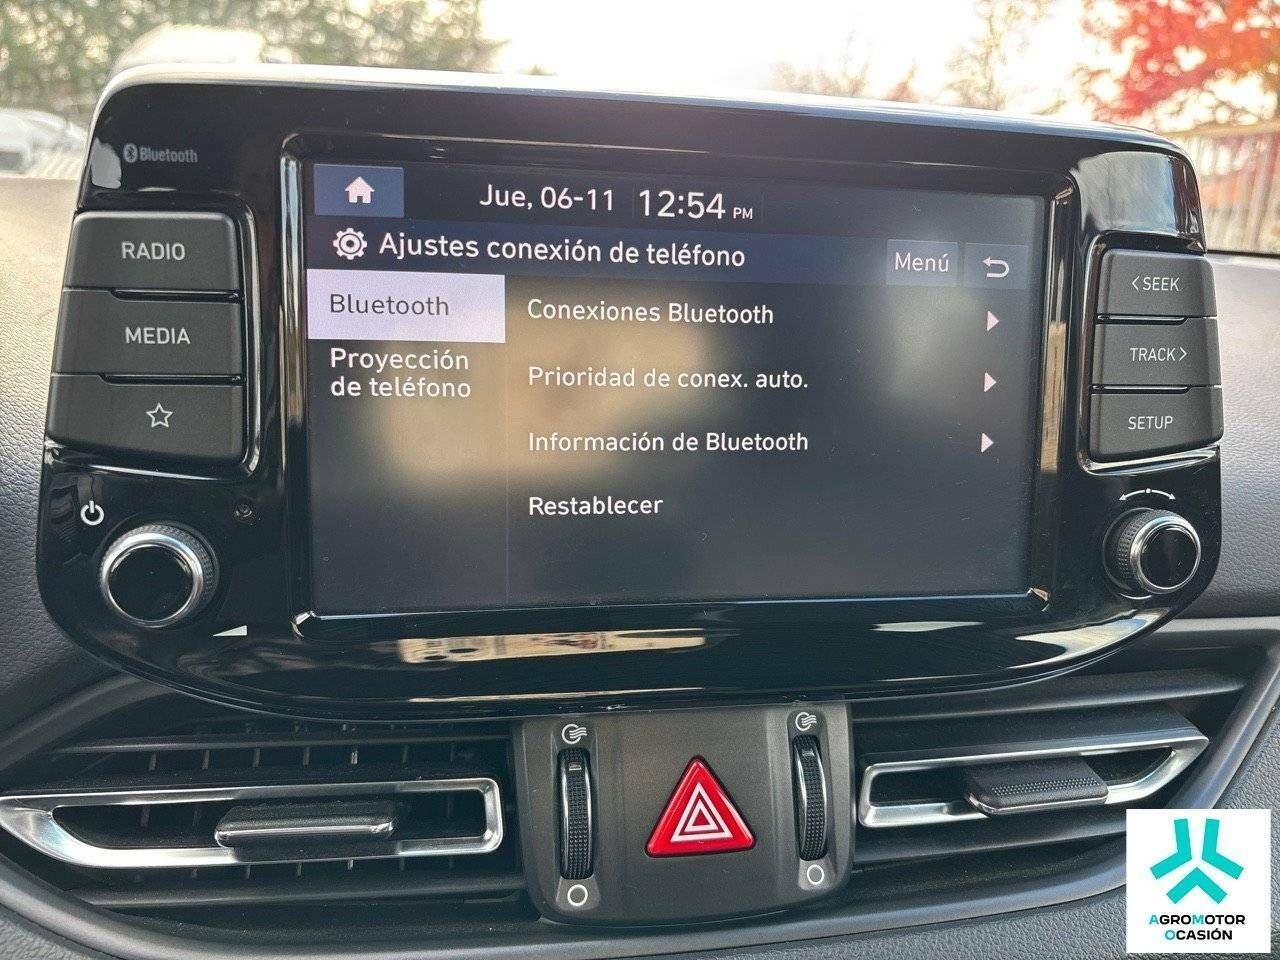 Bluetooth
Jue, 06-11 12:54 PM
Ajustes conexión de teléfono
Menú
Bluetooth
Proyección
de teléfono
Conexiones Bluetooth
Prioridad de conex. auto.
Información de Bluetooth
Restablecer
RADIO
MEDIA
< SEEK
TRACK >
SETUP
AGROMOTOR
OCASIÓN